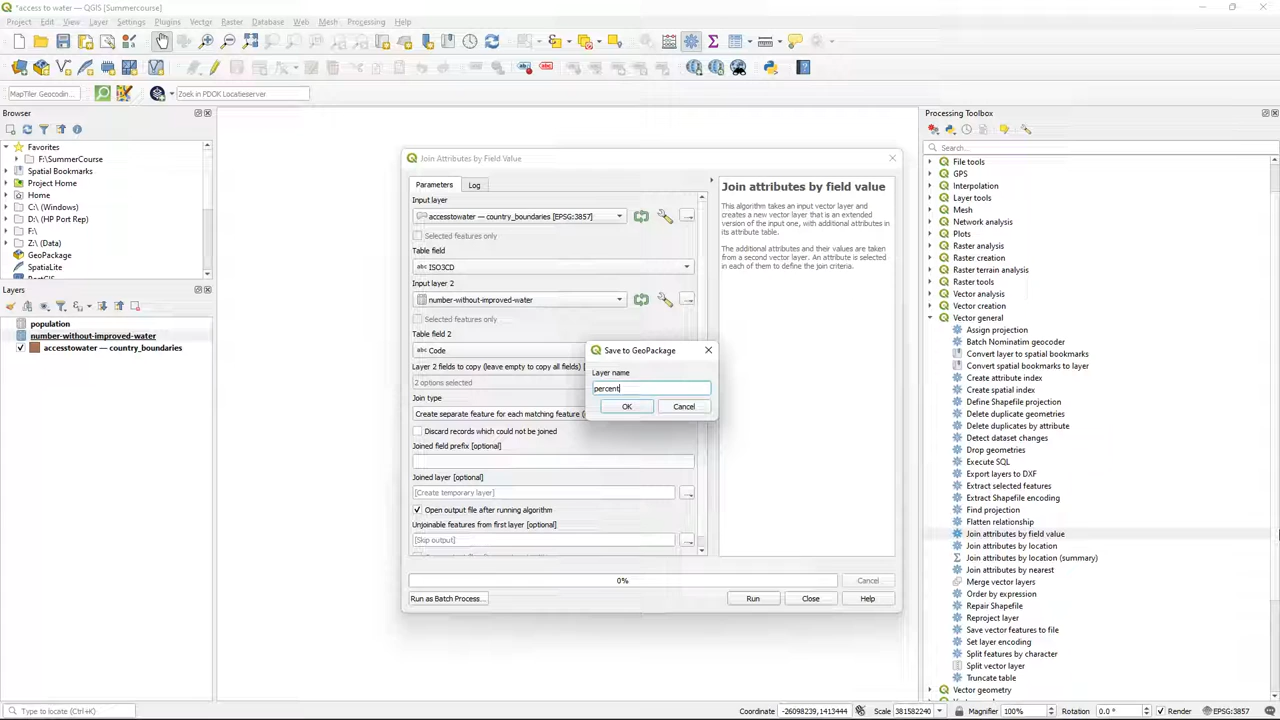 *access to water — QGIS [Summercourse]
Project Edit View Layer Settings Plugins Vector Raster Database Web Mesh Processing Help
MapTiler Geocodin...
Zoek in PDOK Locatieserver
Browser
Favorites
F:\SummerCourse
Spatial Bookmarks
Project Home
Home
C:\ (Windows)
D:\ (HP Port Rep)
F:\
Z:\ (Data)
GeoPackage
SpatiaLite
Layers
population
number-without-improved-water
accesstowater — country_boundaries
Join Attributes by Field Value
Parameters Log
Input layer
accesstowater — country_boundaries [EPSG:3857]
Selected features only
Table field
abc ISO3CD
Input layer 2
number-without-improved-water
Selected features only
Table field 2
abc Code
Layer 2 fields to copy (leave empty to copy all fields) [
2 options selected
Join type
Create separate feature for each matching feature (
Discard records which could not be joined
Joined field prefix [optional]
Joined layer [optional]
[Create temporary layer]
Open output file after running algorithm
Unjoinable features from first layer [optional]
[Skip output]
Join attributes by field value
This algorithm takes an input vector layer and
creates a new vector layer that is an extended
version of the input one, with additional attributes
in its attribute table.
The additional attributes and their values are taken
from a second vector layer. An attribute is selected
in each of them to define the join criteria.
0%
Cancel
Run as Batch Process...
Run
Close
Help
Save to GeoPackage
Layer name
percent
OK
Cancel
Processing Toolbox
Search...
File tools
GPS
Interpolation
Layer tools
Mesh
Network analysis
Plots
Raster analysis
Raster creation
Raster terrain analysis
Raster tools
Vector analysis
Vector creation
Vector general
Assign projection
Batch Nominatim geocoder
Convert layer to spatial bookmarks
Convert spatial bookmarks to layer
Create attribute index
Create spatial index
Define Shapefile projection
Delete duplicate geometries
Delete duplicates by attribute
Detect dataset changes
Drop geometries
Execute SQL
Export layers to DXF
Extract selected features
Extract Shapefile encoding
Find projection
Flatten relationship
Join attributes by field value
Join attributes by location
Join attributes by location (summary)
Join attributes by nearest
Merge vector layers
Order by expression
Repair Shapefile
Reproject layer
Save vector features to file
Set layer encoding
Split features by character
Split vector layer
Truncate table
Vector geometry
Type to locate (Ctrl+K)
Coordinate -26098239,1413444
Scale 381582240
Magnifier 100%
Rotation 0.0 °
Render
EPSG:3857